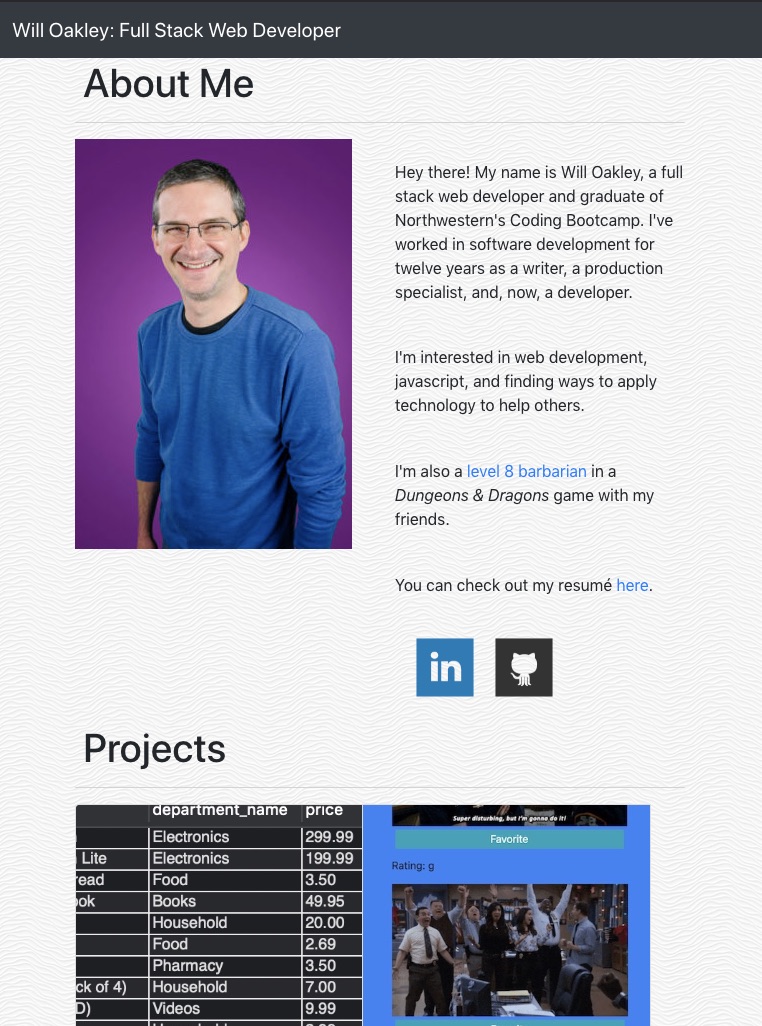 Will Oakley: Full Stack Web Developer
About Me
Hey there! My name is Will Oakley, a full
stack web developer and graduate of
Northwestern's Coding Bootcamp. I've
worked in software development for
twelve years as a writer, a production
specialist, and, now, a developer.
I'm interested in web development,
javascript, and finding ways to apply
technology to help others.
I'm also a level 8 barbarian in a
Dungeons & Dragons game with my
friends.
You can check out my resumé here.
in
Projects
department_name price
Electronics 299.99
Lite Electronics 199.99
Food 3.50
Books 49.95
Household 20.00
Food 2.69
Pharmacy 3.50
ck of 4) Household 7.00
D) Videos 9.99
Super disturbing, but I'm gonna do it!
Favorite
Rating: g